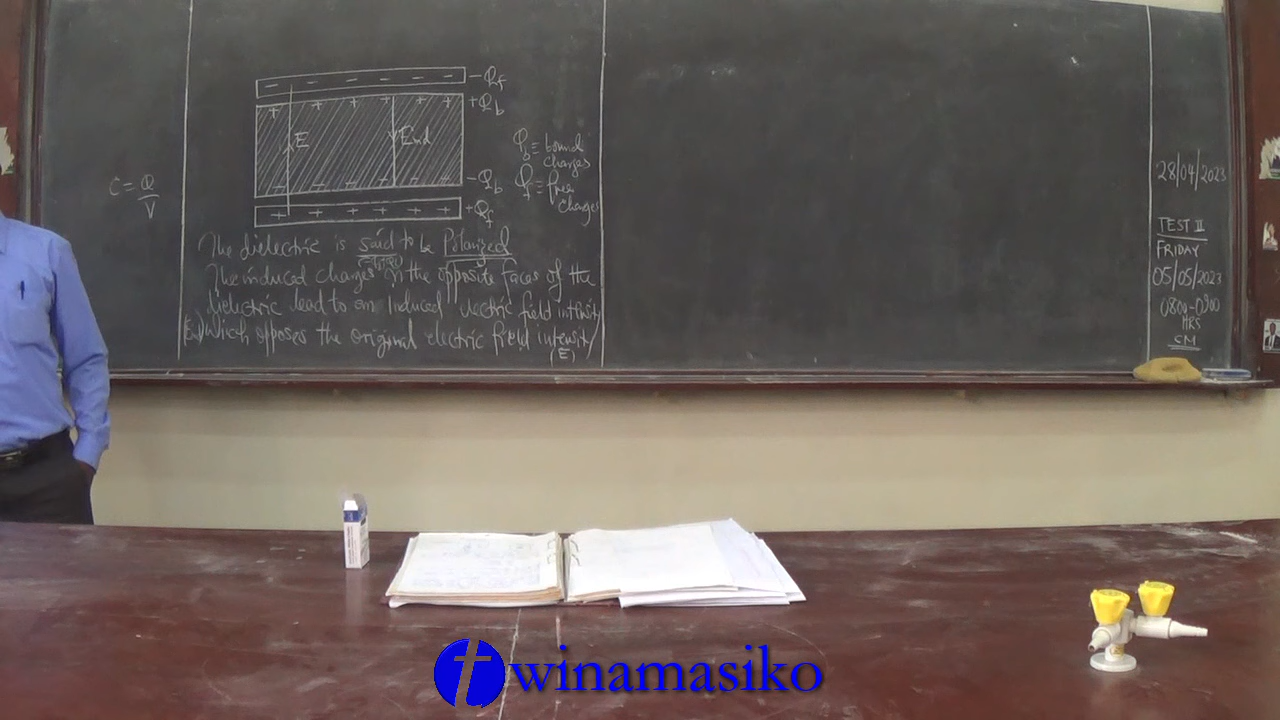 C = Q
V
− − − − − − −Qf
+ + + + + + +Qb
E
Eind
− − − − − − −Qb
+ + + + + + +Qf
Qb ≡ bound
charges
Qf ≡ free
charges
The dielectric is said to be Polarized
The induced charges on the opposite faces of the
dielectric lead to an induced electric field intensity
which opposes the original electric field intensity
(E)
28/04/2023
TEST II
FRIDAY
05/05/2023
0800-0900
HRS
CM
twinamasiko